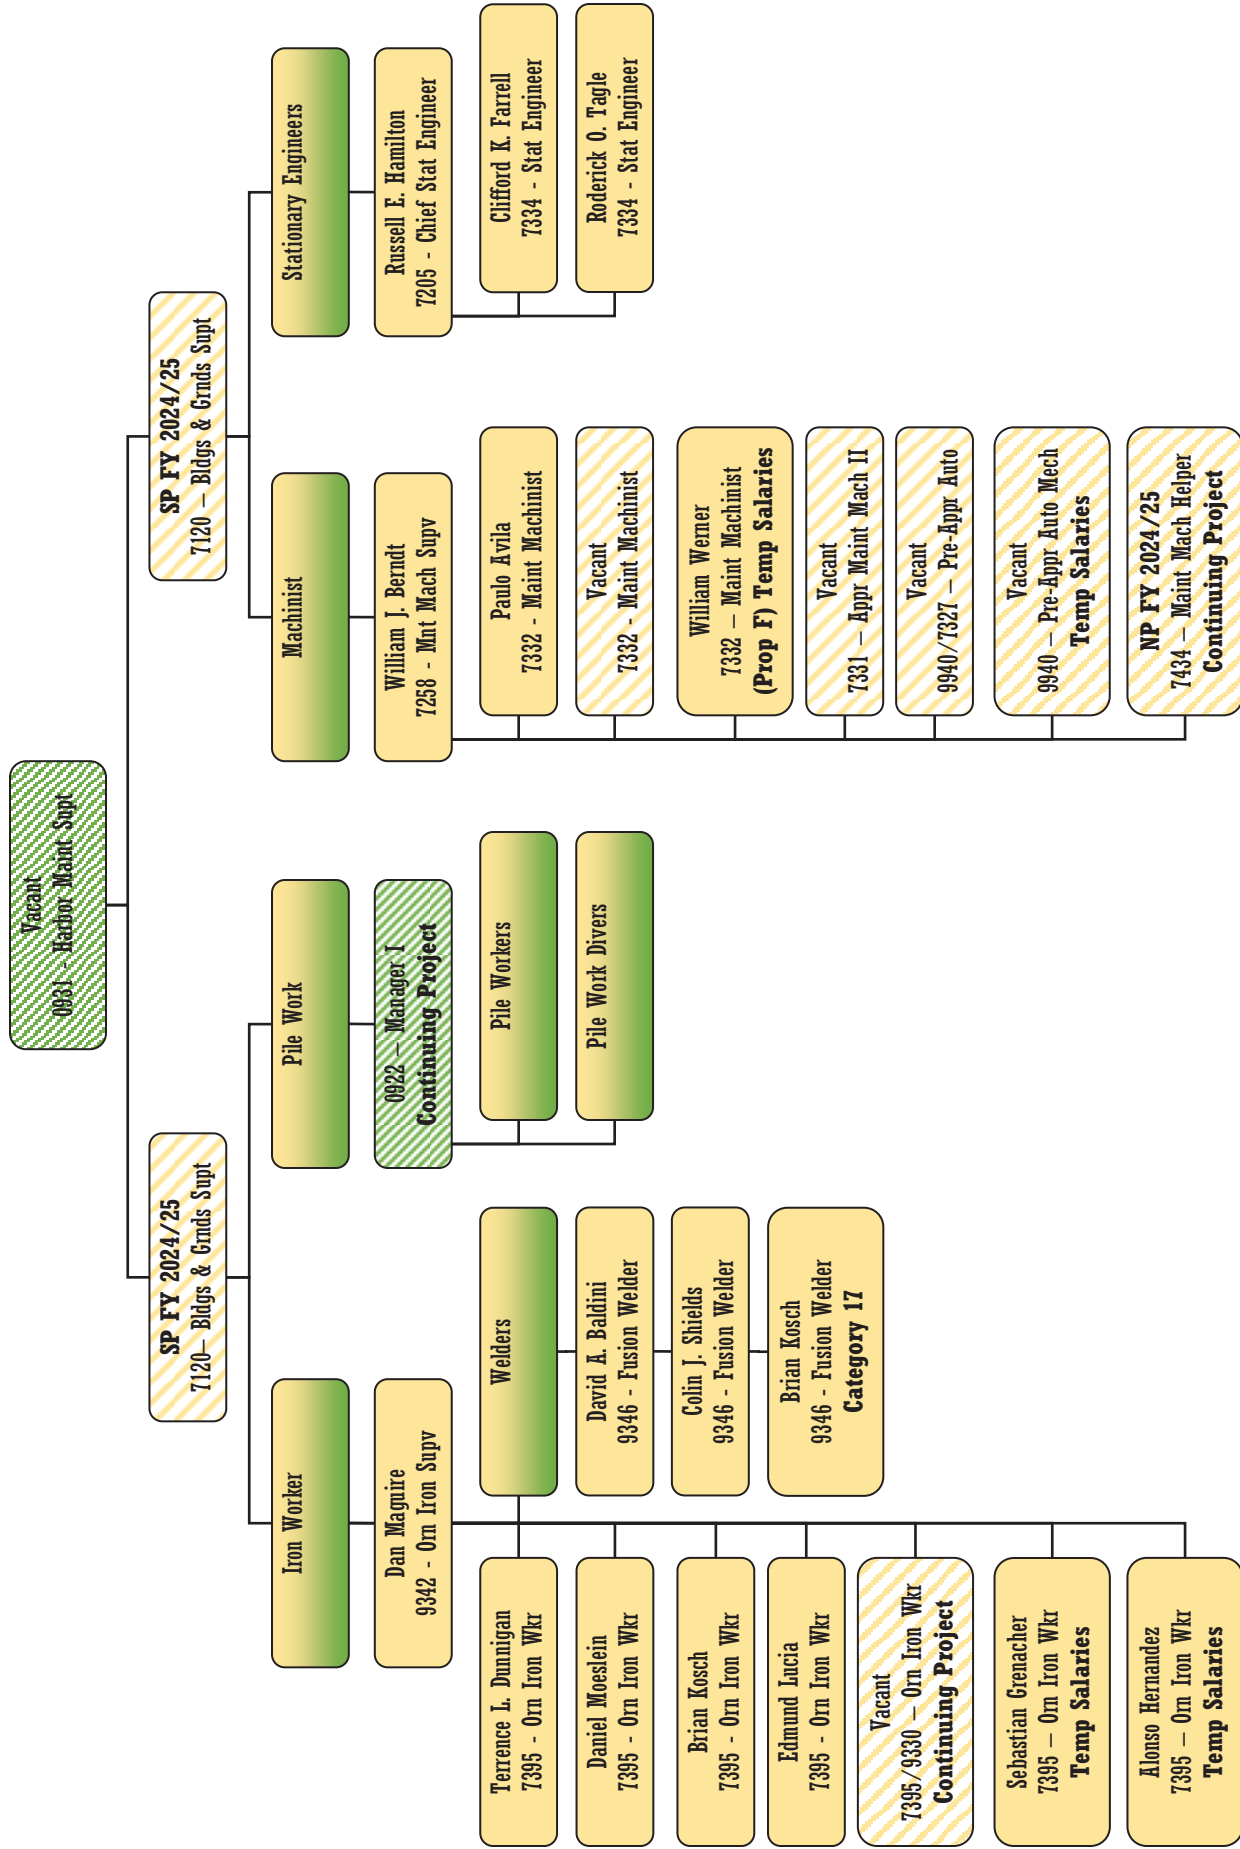 Vacant
0931 - Harbor Maint Supt
SP FY 2024/25
7120– Bldgs & Grnds Supt
SP FY 2024/25
7120 – Bldgs & Grnds Supt
Iron Worker
Pile Work
Machinist
Stationary Engineers
Dan Maguire
9342 - Orn Iron Supv
0922 – Manager I
Continuing Project
William J. Berndt
7258 - Mnt Mach Supv
Russell E. Hamilton
7205 - Chief Stat Engineer
Terrence L. Dunnigan
7395 - Orn Iron Wkr
Daniel Moeslein
7395 - Orn Iron Wkr
Brian Kosch
7395 - Orn Iron Wkr
Edmund Lucia
7395 - Orn Iron Wkr
Vacant
7395/9330 – Orn Iron Wkr
Continuing Project
Sebastian Grenacher
7395 – Orn Iron Wkr
Temp Salaries
Alonso Hernandez
7395 – Orn Iron Wkr
Temp Salaries
Welders
David A. Baldini
9346 - Fusion Welder
Colin J. Shields
9346 - Fusion Welder
Brian Kosch
9346 - Fusion Welder
Category 17
Pile Workers
Pile Work Divers
Paulo Avila
7332 - Maint Machinist
Vacant
7332 - Maint Machinist
William Werner
7332 – Maint Machinist
(Prop F) Temp Salaries
Vacant
7331 – Appr Maint Mach II
Vacant
9940/7327 – Pre-Appr Auto
Vacant
9940 – Pre-Appr Auto Mech
Temp Salaries
NP FY 2024/25
7434 – Maint Mach Helper
Continuing Project
Clifford K. Farrell
7334 - Stat Engineer
Roderick O. Tagle
7334 - Stat Engineer